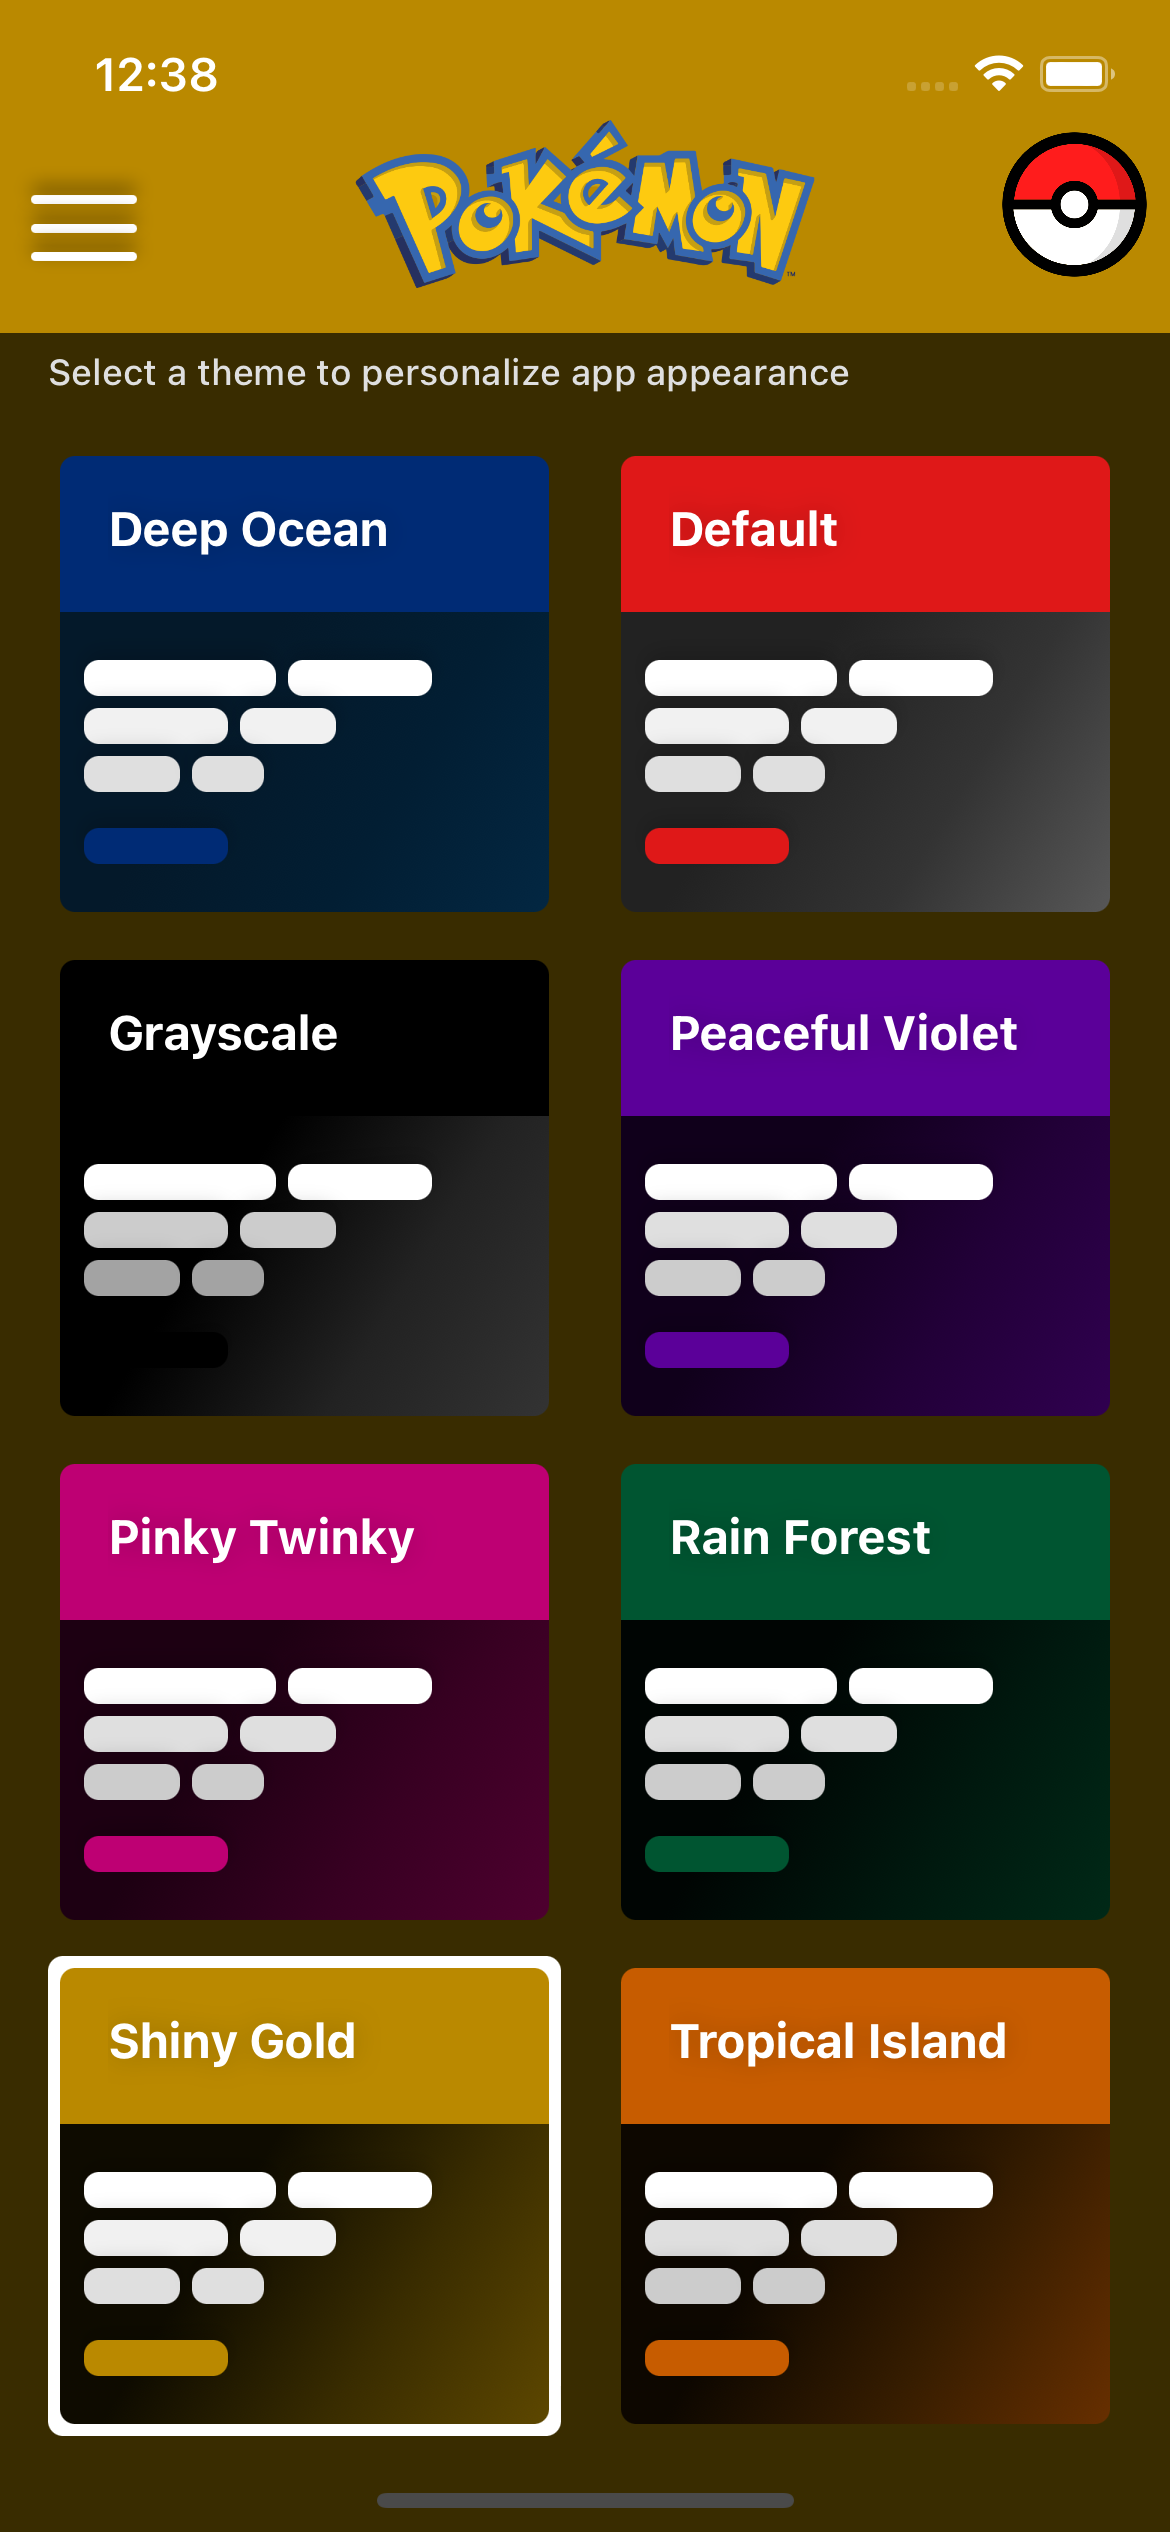 12:38
Pokémon
™
Select a theme to personalize app appearance
Deep Ocean
Default
Grayscale
Peaceful Violet
Pinky Twinky
Rain Forest
Shiny Gold
Tropical Island